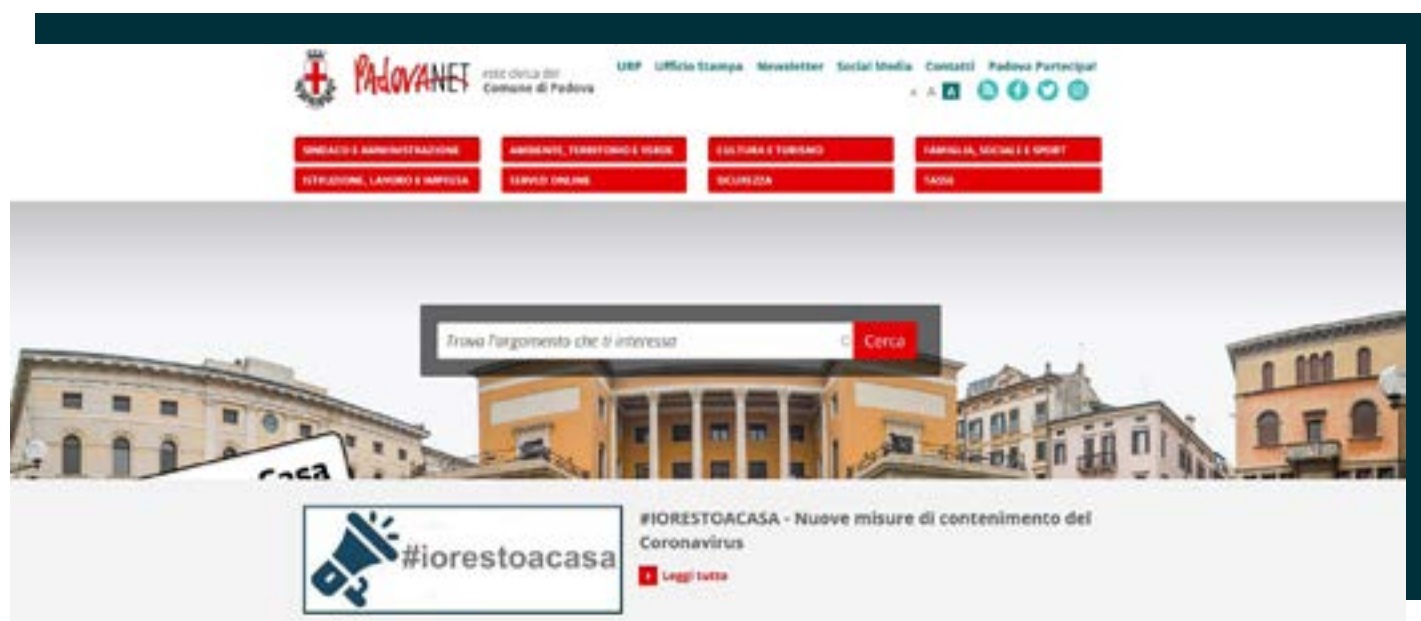 PAdovANET
rete civica del
Comune di Padova
URP Ufficio Stampa Newsletter Social Media Contatti Padova Partecipa!
A A A
SINDACO E AMMINISTRAZIONE AMBIENTE, TERRITORIO E VERDE CULTURA E TURISMO FAMIGLIA, SOCIALE E SPORT
ISTRUZIONE, LAVORO E IMPRESA SERVIZI ONLINE SICUREZZA TASSE
Trova l'argomento che ti interessa Cerca
Casa
#iorestoacasa
#IORESTOACASA - Nuove misure di contenimento del
Coronavirus
Leggi tutto